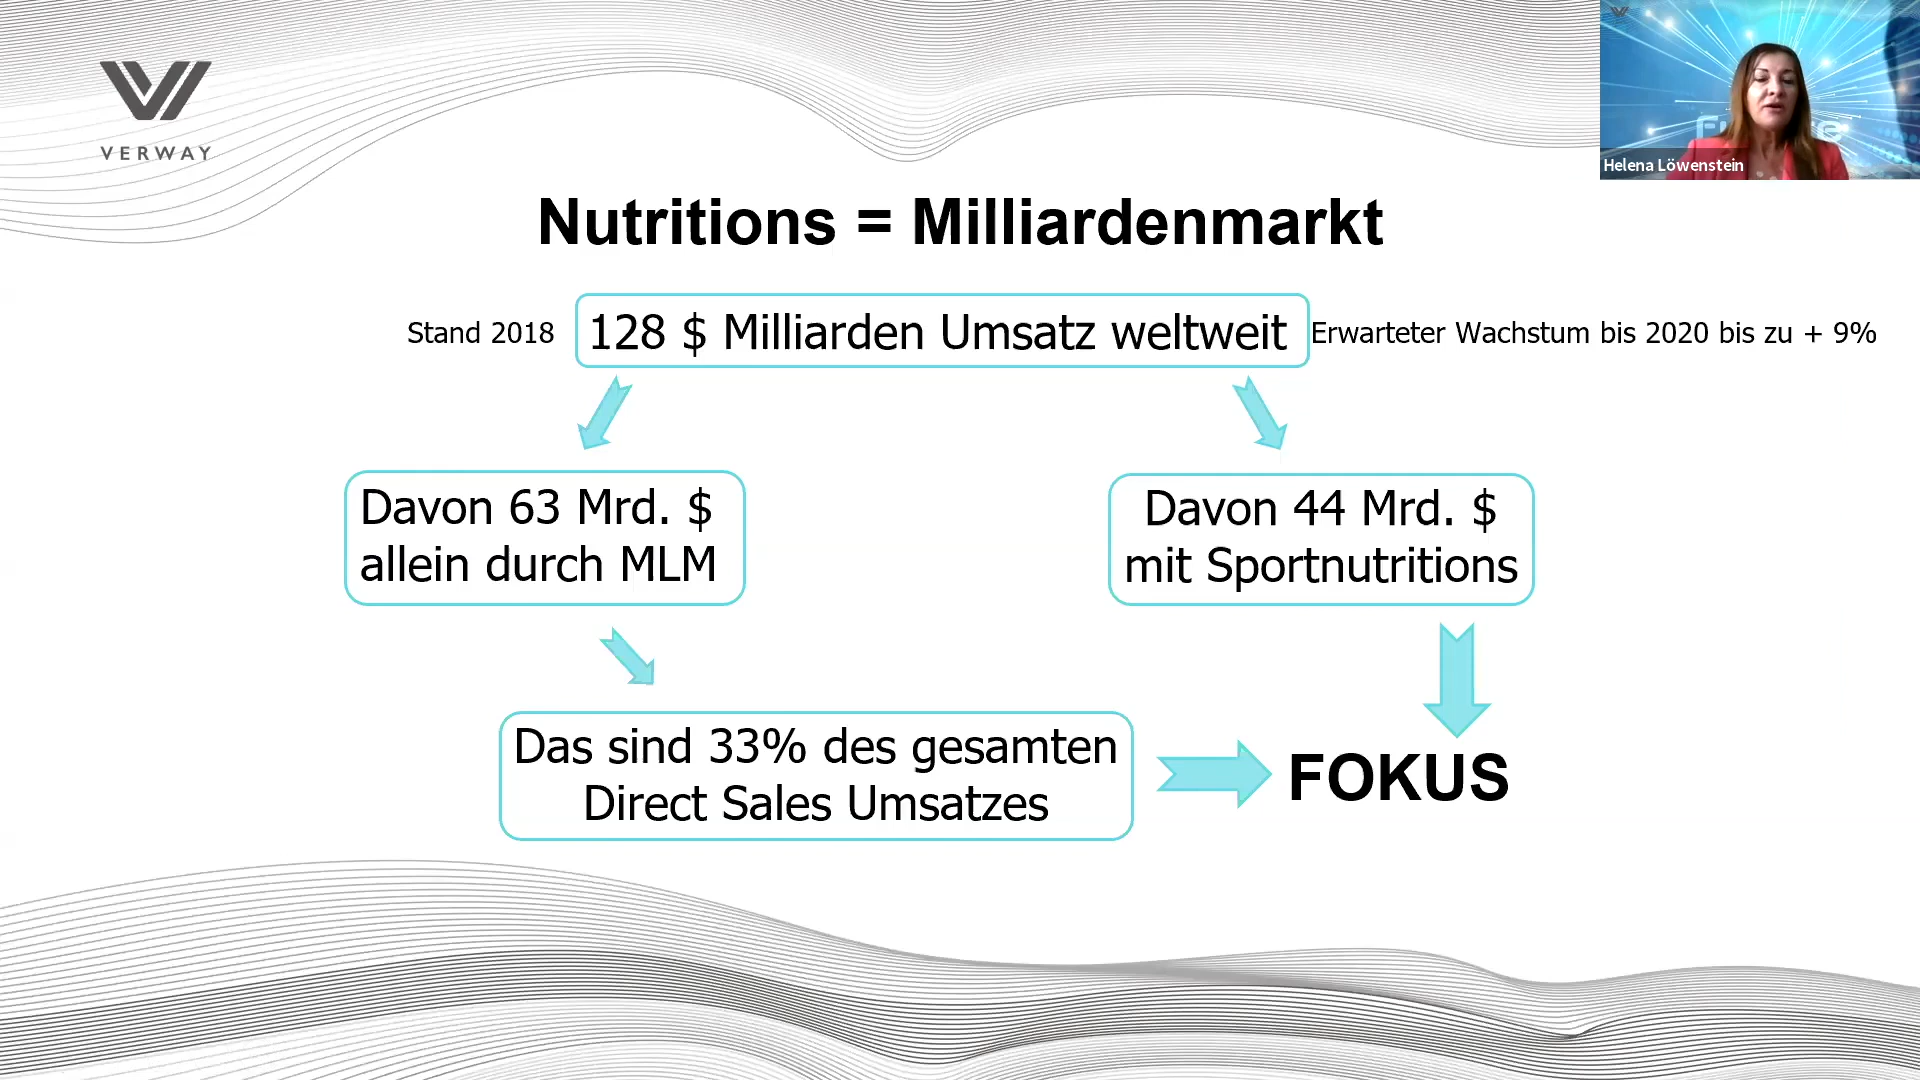 VERWAY
Helena Löwenstein
Nutritions = Milliardenmarkt
Stand 2018
128 $ Milliarden Umsatz weltweit
Erwarteter Wachstum bis 2020 bis zu + 9%
Davon 63 Mrd. $
allein durch MLM
Davon 44 Mrd. $
mit Sportnutritions
Das sind 33% des gesamten
Direct Sales Umsatzes
FOKUS